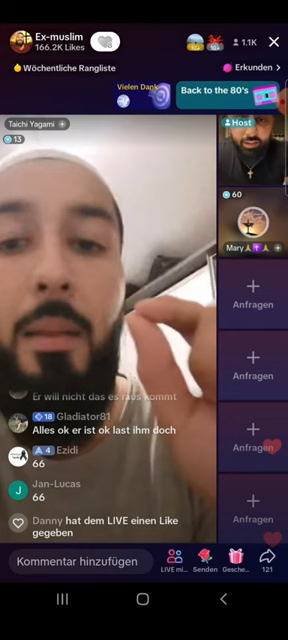 Ex-muslim
166.2K Likes
1.1K
Wöchentliche Rangliste
Erkunden >
Vielen Dank
Back to the 80's
Taichi Yagami +
13
Host
60
Mary
Anfragen
Anfragen
Anfragen
Anfragen
Er will nicht das es raus kommt
18 Gladiator81
Alles ok er ist ok last ihm doch
4 Ezidi
66
J Jan-Lucas
66
Danny hat dem LIVE einen Like
gegeben
Kommentar hinzufügen
LIVE mi...
Senden
Gesche...
121